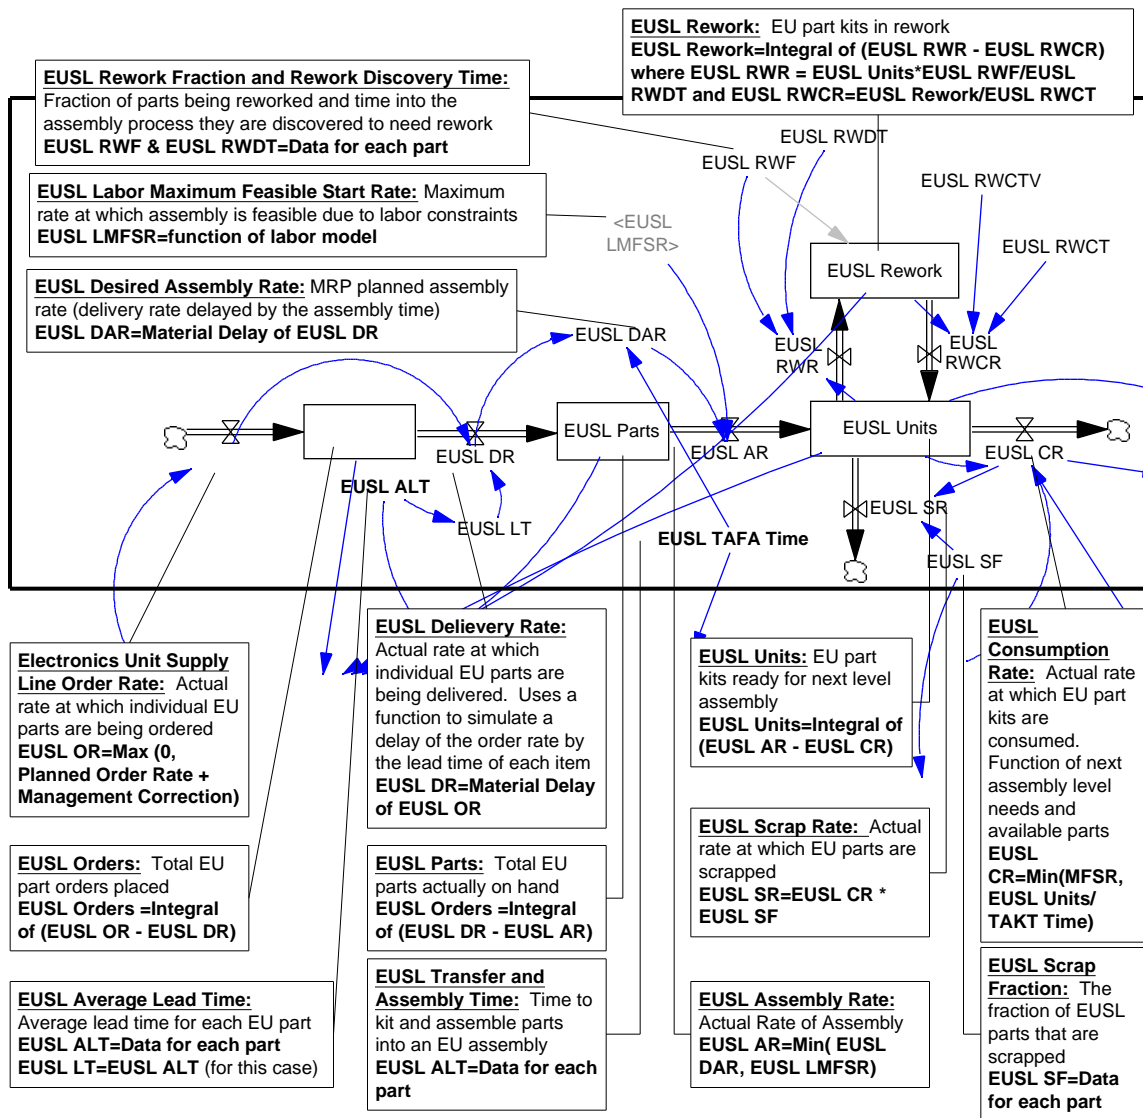 EUSL Rework: EU part kits in rework
EUSL Rework=Integral of (EUSL RWR - EUSL RWCR)
where EUSL RWR = EUSL Units*EUSL RWF/EUSL
RWDT and EUSL RWCR=EUSL Rework/EUSL RWCT
EUSL Rework Fraction and Rework Discovery Time:
Fraction of parts being reworked and time into the
assembly process they are discovered to need rework
EUSL RWF & EUSL RWDT=Data for each part
EUSL RWDT
EUSL RWF
EUSL RWCTV
EUSL RWCT
EUSL Labor Maximum Feasible Start Rate: Maximum
rate at which assembly is feasible due to labor constraints
EUSL LMFSR=function of labor model
<EUSL
LMFSR>
EUSL Rework
EUSL Desired Assembly Rate: MRP planned assembly
rate (delivery rate delayed by the assembly time)
EUSL DAR=Material Delay of EUSL DR
EUSL DAR
EUSL
RWR
EUSL
RWCR
EUSL Parts
EUSL Units
EUSL DR
EUSL AR
EUSL CR
EUSL ALT
EUSL LT
EUSL SR
EUSL TAFA Time
EUSL SF
Electronics Unit Supply
Line Order Rate: Actual
rate at which individual EU
parts are being ordered
EUSL OR=Max (0,
Planned Order Rate +
Management Correction)
EUSL Delievery Rate:
Actual rate at which
individual EU parts are
being delivered. Uses a
function to simulate a
delay of the order rate by
the lead time of each item
EUSL DR=Material Delay
of EUSL OR
EUSL Units: EU part
kits ready for next level
assembly
EUSL Units=Integral of
(EUSL AR - EUSL CR)
EUSL
Consumption
Rate: Actual rate
at which EU part
kits are
consumed.
Function of next
assembly level
needs and
available parts
EUSL
CR=Min(MFSR,
EUSL Units/
TAKT Time)
EUSL Orders: Total EU
part orders placed
EUSL Orders =Integral
of (EUSL OR - EUSL DR)
EUSL Parts: Total EU
parts actually on hand
EUSL Orders =Integral
of (EUSL DR - EUSL AR)
EUSL Scrap Rate: Actual
rate at which EU parts are
scrapped
EUSL SR=EUSL CR *
EUSL SF
EUSL Average Lead Time:
Average lead time for each EU part
EUSL ALT=Data for each part
EUSL LT=EUSL ALT (for this case)
EUSL Transfer and
Assembly Time: Time to
kit and assemble parts
into an EU assembly
EUSL ALT=Data for each
part
EUSL Assembly Rate:
Actual Rate of Assembly
EUSL AR=Min( EUSL
DAR, EUSL LMFSR)
EUSL Scrap
Fraction: The
fraction of EUSL
parts that are
scrapped
EUSL SF=Data
for each part